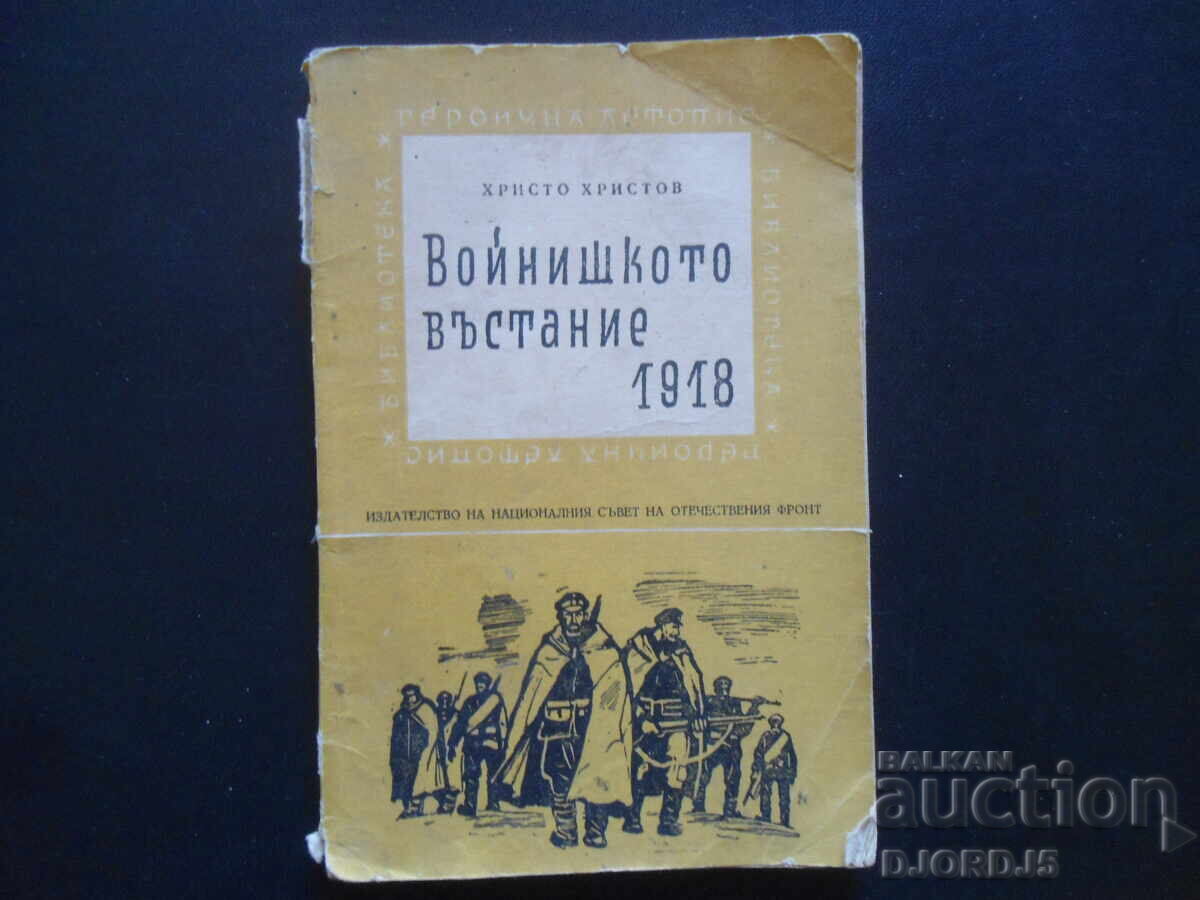 ГЕРОИЧНА ЛЕТОПИС
* БИБЛИОТЕКА *
* БИБЛИОТЕКА *
ХРИСТО ХРИСТОВ
Войнишкото
въстание
1918
ГЕРОИЧНА ЛЕТОПИС
ИЗДАТЕЛСТВО НА НАЦИОНАЛНИЯ СЪВЕТ НА ОТЕЧЕСТВЕНИЯ ФРОНТ
BALKAN
auction
DJORDJ5